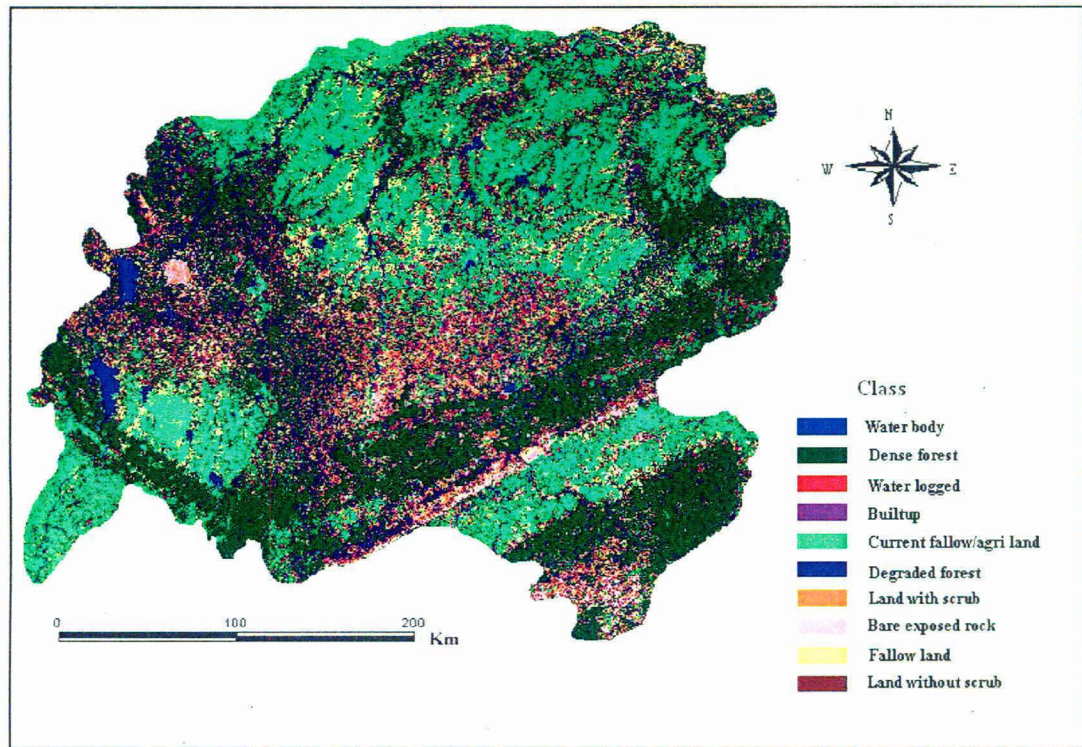 N
W E
S
Class
Water body
Dense forest
Water logged
Builtup
Current fallow/agri land
Degraded forest
Land with scrub
Bare exposed rock
Fallow land
Land without scrub
0 100 200
Km